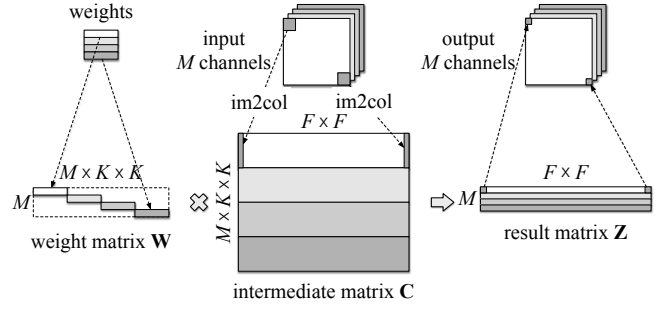 weights
input
M channels
output
M channels
im2col
im2col
F × F
M × K × K
M
weight matrix W
M × K × K
intermediate matrix C
F × F
M
result matrix Z